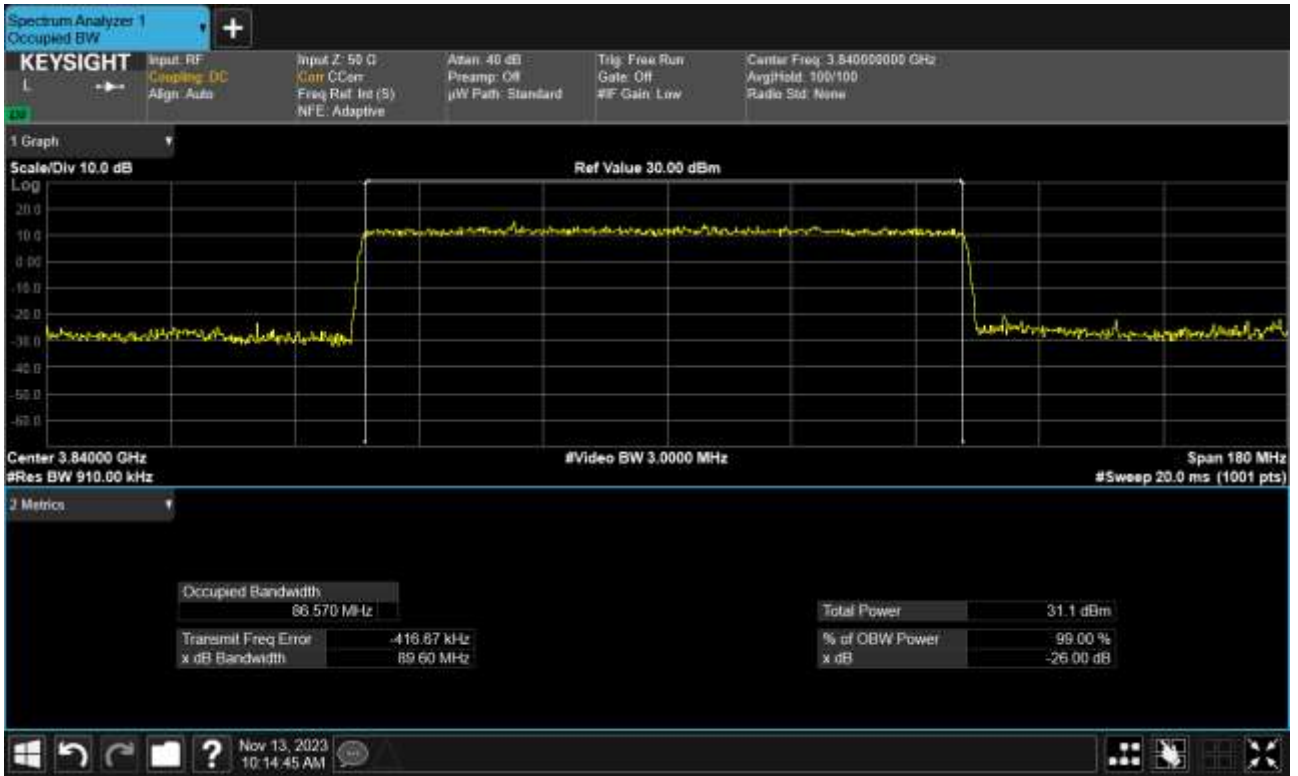 Spectrum Analyzer 1
Occupied BW
KEYSIGHT
L
Input: RF
Coupling: DC
Align: Auto
Input Z: 50 Ω
Corr CCorr
Freq Ref: Int (S)
NFE: Adaptive
Atten: 40 dB
Preamp: Off
µW Path: Standard
Trig: Free Run
Gate: Off
#IF Gain: Low
Center Freq: 3.840000000 GHz
Avg|Hold: 100/100
Radio Std: None
1 Graph
Scale/Div 10.0 dB
Ref Value 30.00 dBm
Log
20.0
10.0
0.00
-10.0
-20.0
-30.0
-40.0
-50.0
-60.0
Center 3.84000 GHz
#Video BW 3.0000 MHz
Span 180 MHz
#Res BW 910.00 kHz
#Sweep 20.0 ms (1001 pts)
2 Metrics
Occupied Bandwidth
86.570 MHz
Total Power 31.1 dBm
Transmit Freq Error -416.67 kHz
% of OBW Power 99.00 %
x dB Bandwidth 89.60 MHz
x dB -26.00 dB
Nov 13, 2023
10:14:45 AM